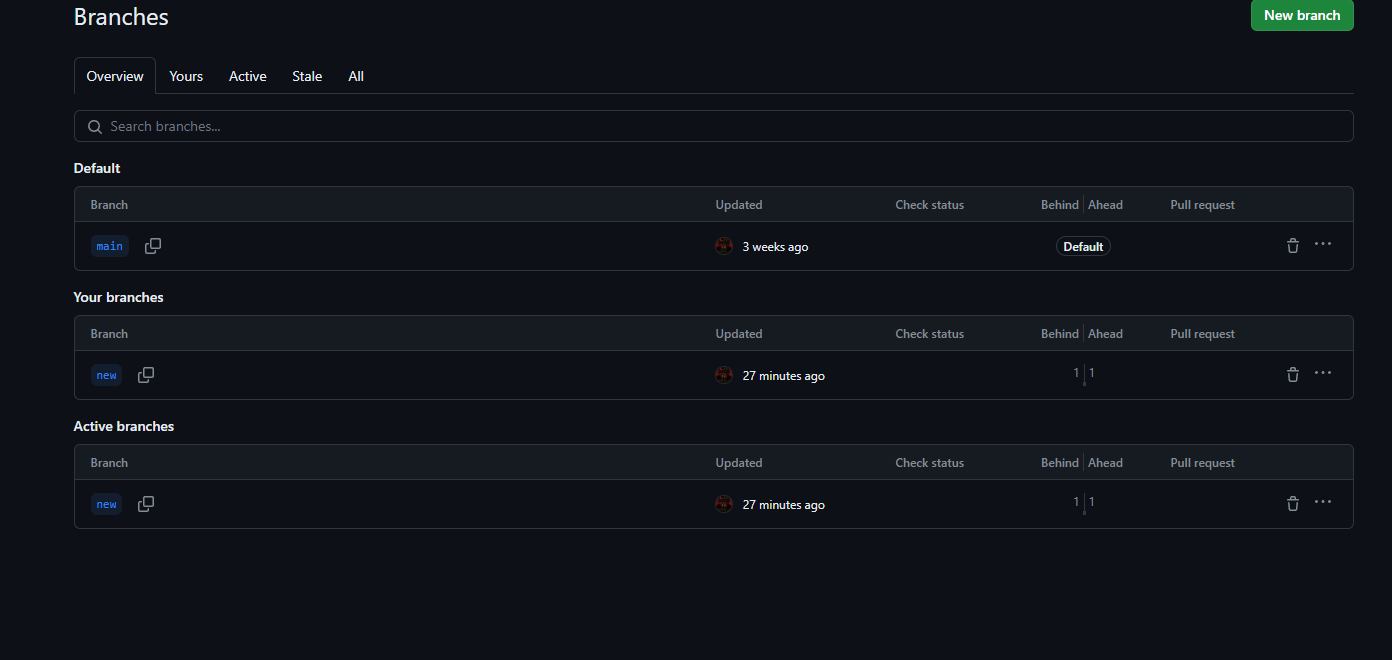 Branches
New branch
Overview Yours Active Stale All
Search branches...
Default
Branch Updated Check status Behind Ahead Pull request
main 3 weeks ago Default
Your branches
Branch Updated Check status Behind Ahead Pull request
new 27 minutes ago 1 1
Active branches
Branch Updated Check status Behind Ahead Pull request
new 27 minutes ago 1 1